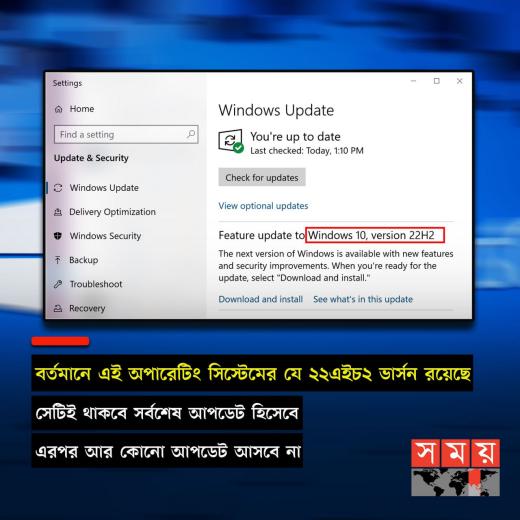 Settings
Home
Find a setting
Update & Security
Windows Update
Delivery Optimization
Windows Security
Backup
Troubleshoot
Recovery
Windows Update
You're up to date
Last checked: Today, 1:10 PM
Check for updates
View optional updates
Feature update to Windows 10, version 22H2
The next version of Windows is available with new features
and security improvements. When you're ready for the
update, select "Download and install."
Download and install See what's in this update
বর্তমানে এই অপারেটিং সিস্টেমের যে ২২এইচ২ ভার্সন রয়েছে
সেটিই থাকবে সর্বশেষ আপডেট হিসেবে
এরপর আর কোনো আপডেট আসবে না
সময়